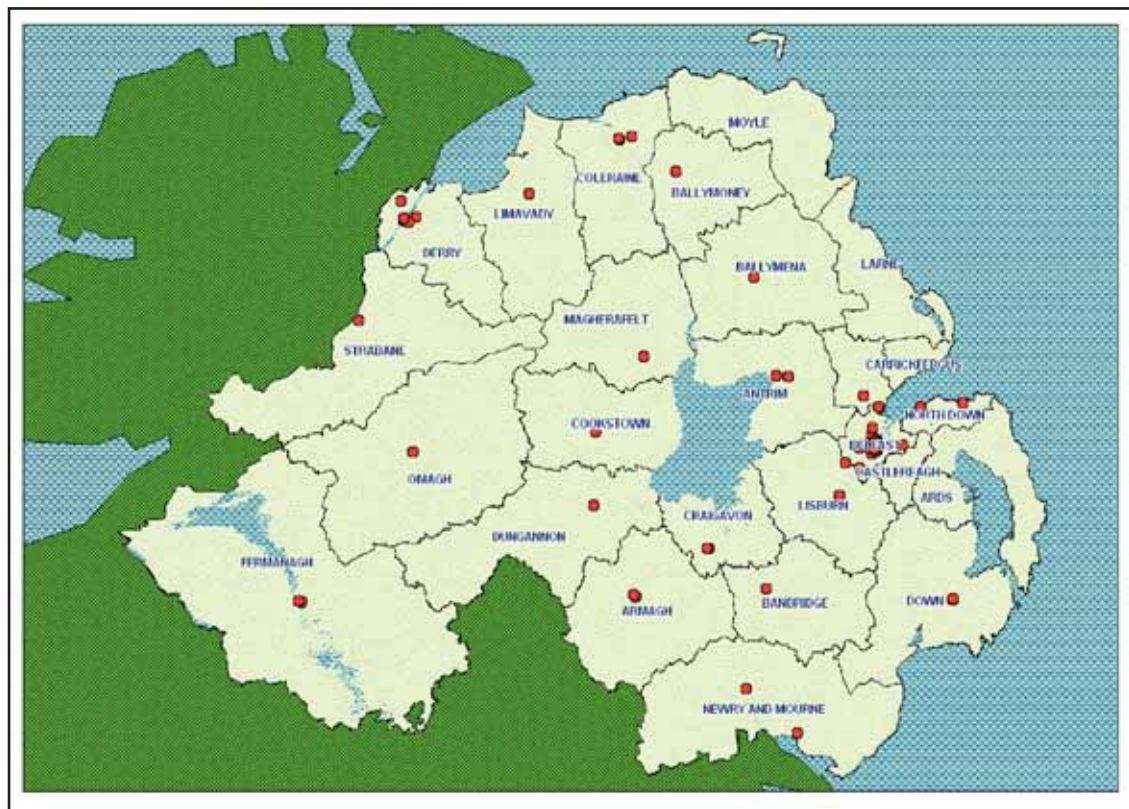 MOYLE
COLERAINE
BALLYMONEY
LIMAVADY
DERRY
BALLYMENA
LARNE
MAGHERAFELT
STRABANE
CARRICKFERGUS
ANTRIM
NORTH DOWN
COOKSTOWN
BELFAST
CASTLEREAGH
OMAGH
ARDS
LISBURN
CRAIGAVON
DUNGANNON
FERMANAGH
ARMAGH
BANBRIDGE
DOWN
NEWRY AND MOURNE